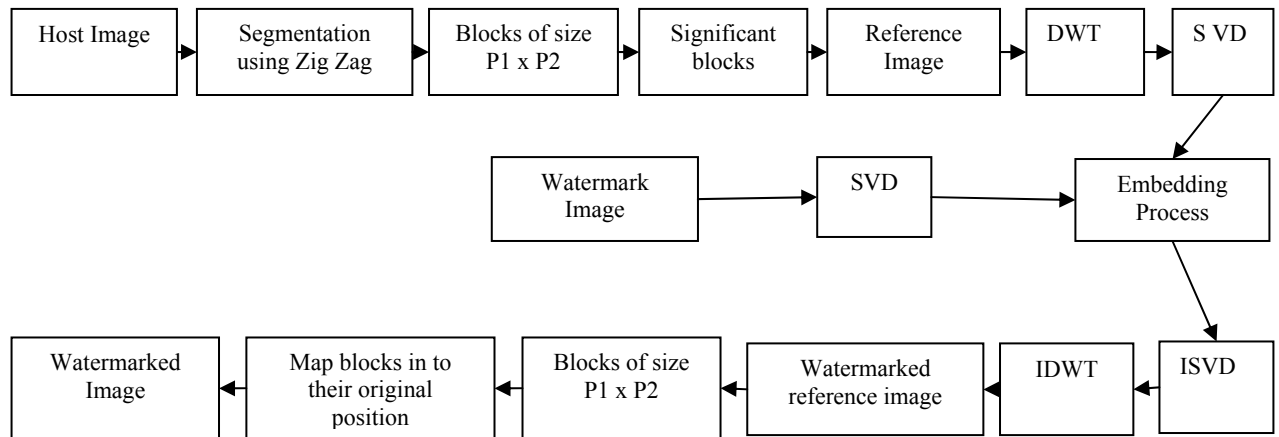 Host Image
Segmentation
using Zig Zag
Blocks of size
P1 x P2
Significant
blocks
Reference
Image
DWT
S VD
Watermark
Image
SVD
Embedding
Process
Watermarked
Image
Map blocks in to
their original
position
Blocks of size
P1 x P2
Watermarked
reference image
IDWT
ISVD